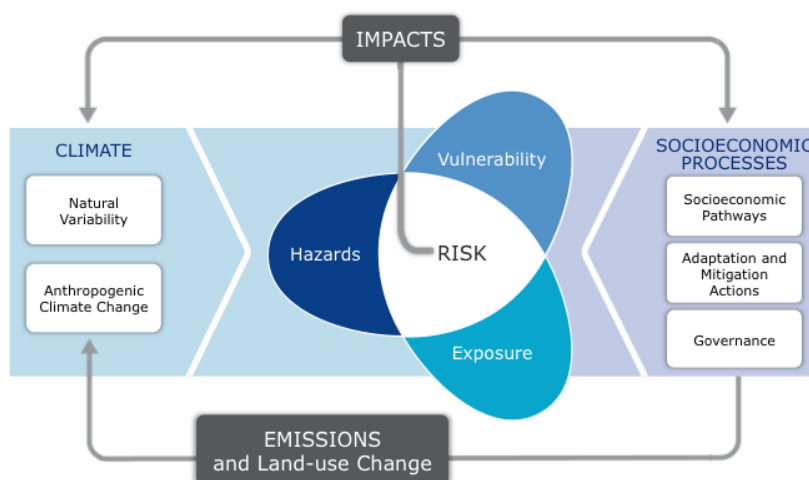 IMPACTS
CLIMATE
Natural
Variability
Anthropogenic
Climate Change
Vulnerability
Hazards
RISK
Exposure
SOCIOECONOMIC
PROCESSES
Socioeconomic
Pathways
Adaptation and
Mitigation
Actions
Governance
EMISSIONS
and Land-use Change